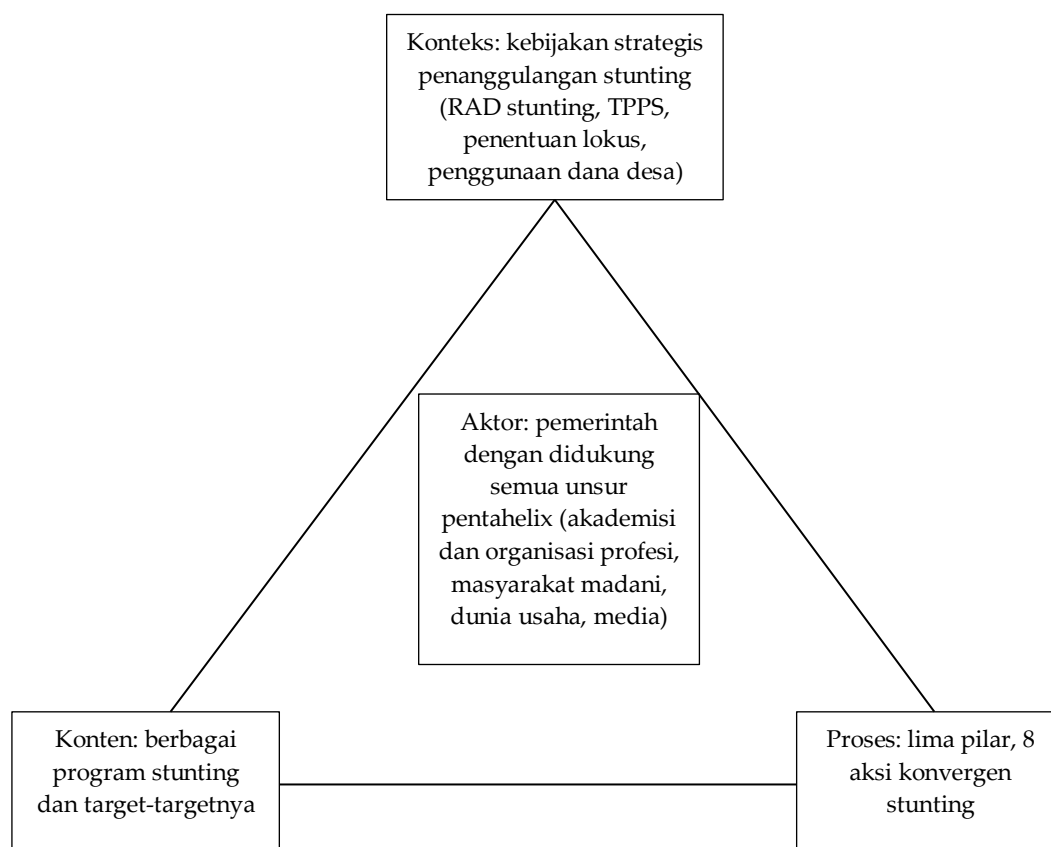 Konteks: kebijakan strategis
penanggulangan stunting
(RAD stunting, TPPS,
penentuan lokus,
penggunaan dana desa)
Aktor: pemerintah
dengan didukung
semua unsur
pentahelix (akademisi
dan organisasi profesi,
masyarakat madani,
dunia usaha, media)
Konten: berbagai
program stunting
dan target-targetnya
Proses: lima pilar, 8
aksi konvergen
stunting